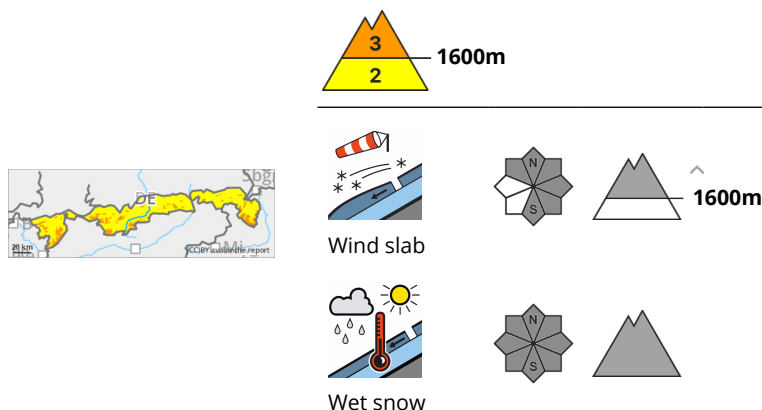 3
1600m
2
N
S
1600m
Wind slab
Sbg
DE
20 km
(CC)BY avalanche.report
N
S
Wet snow